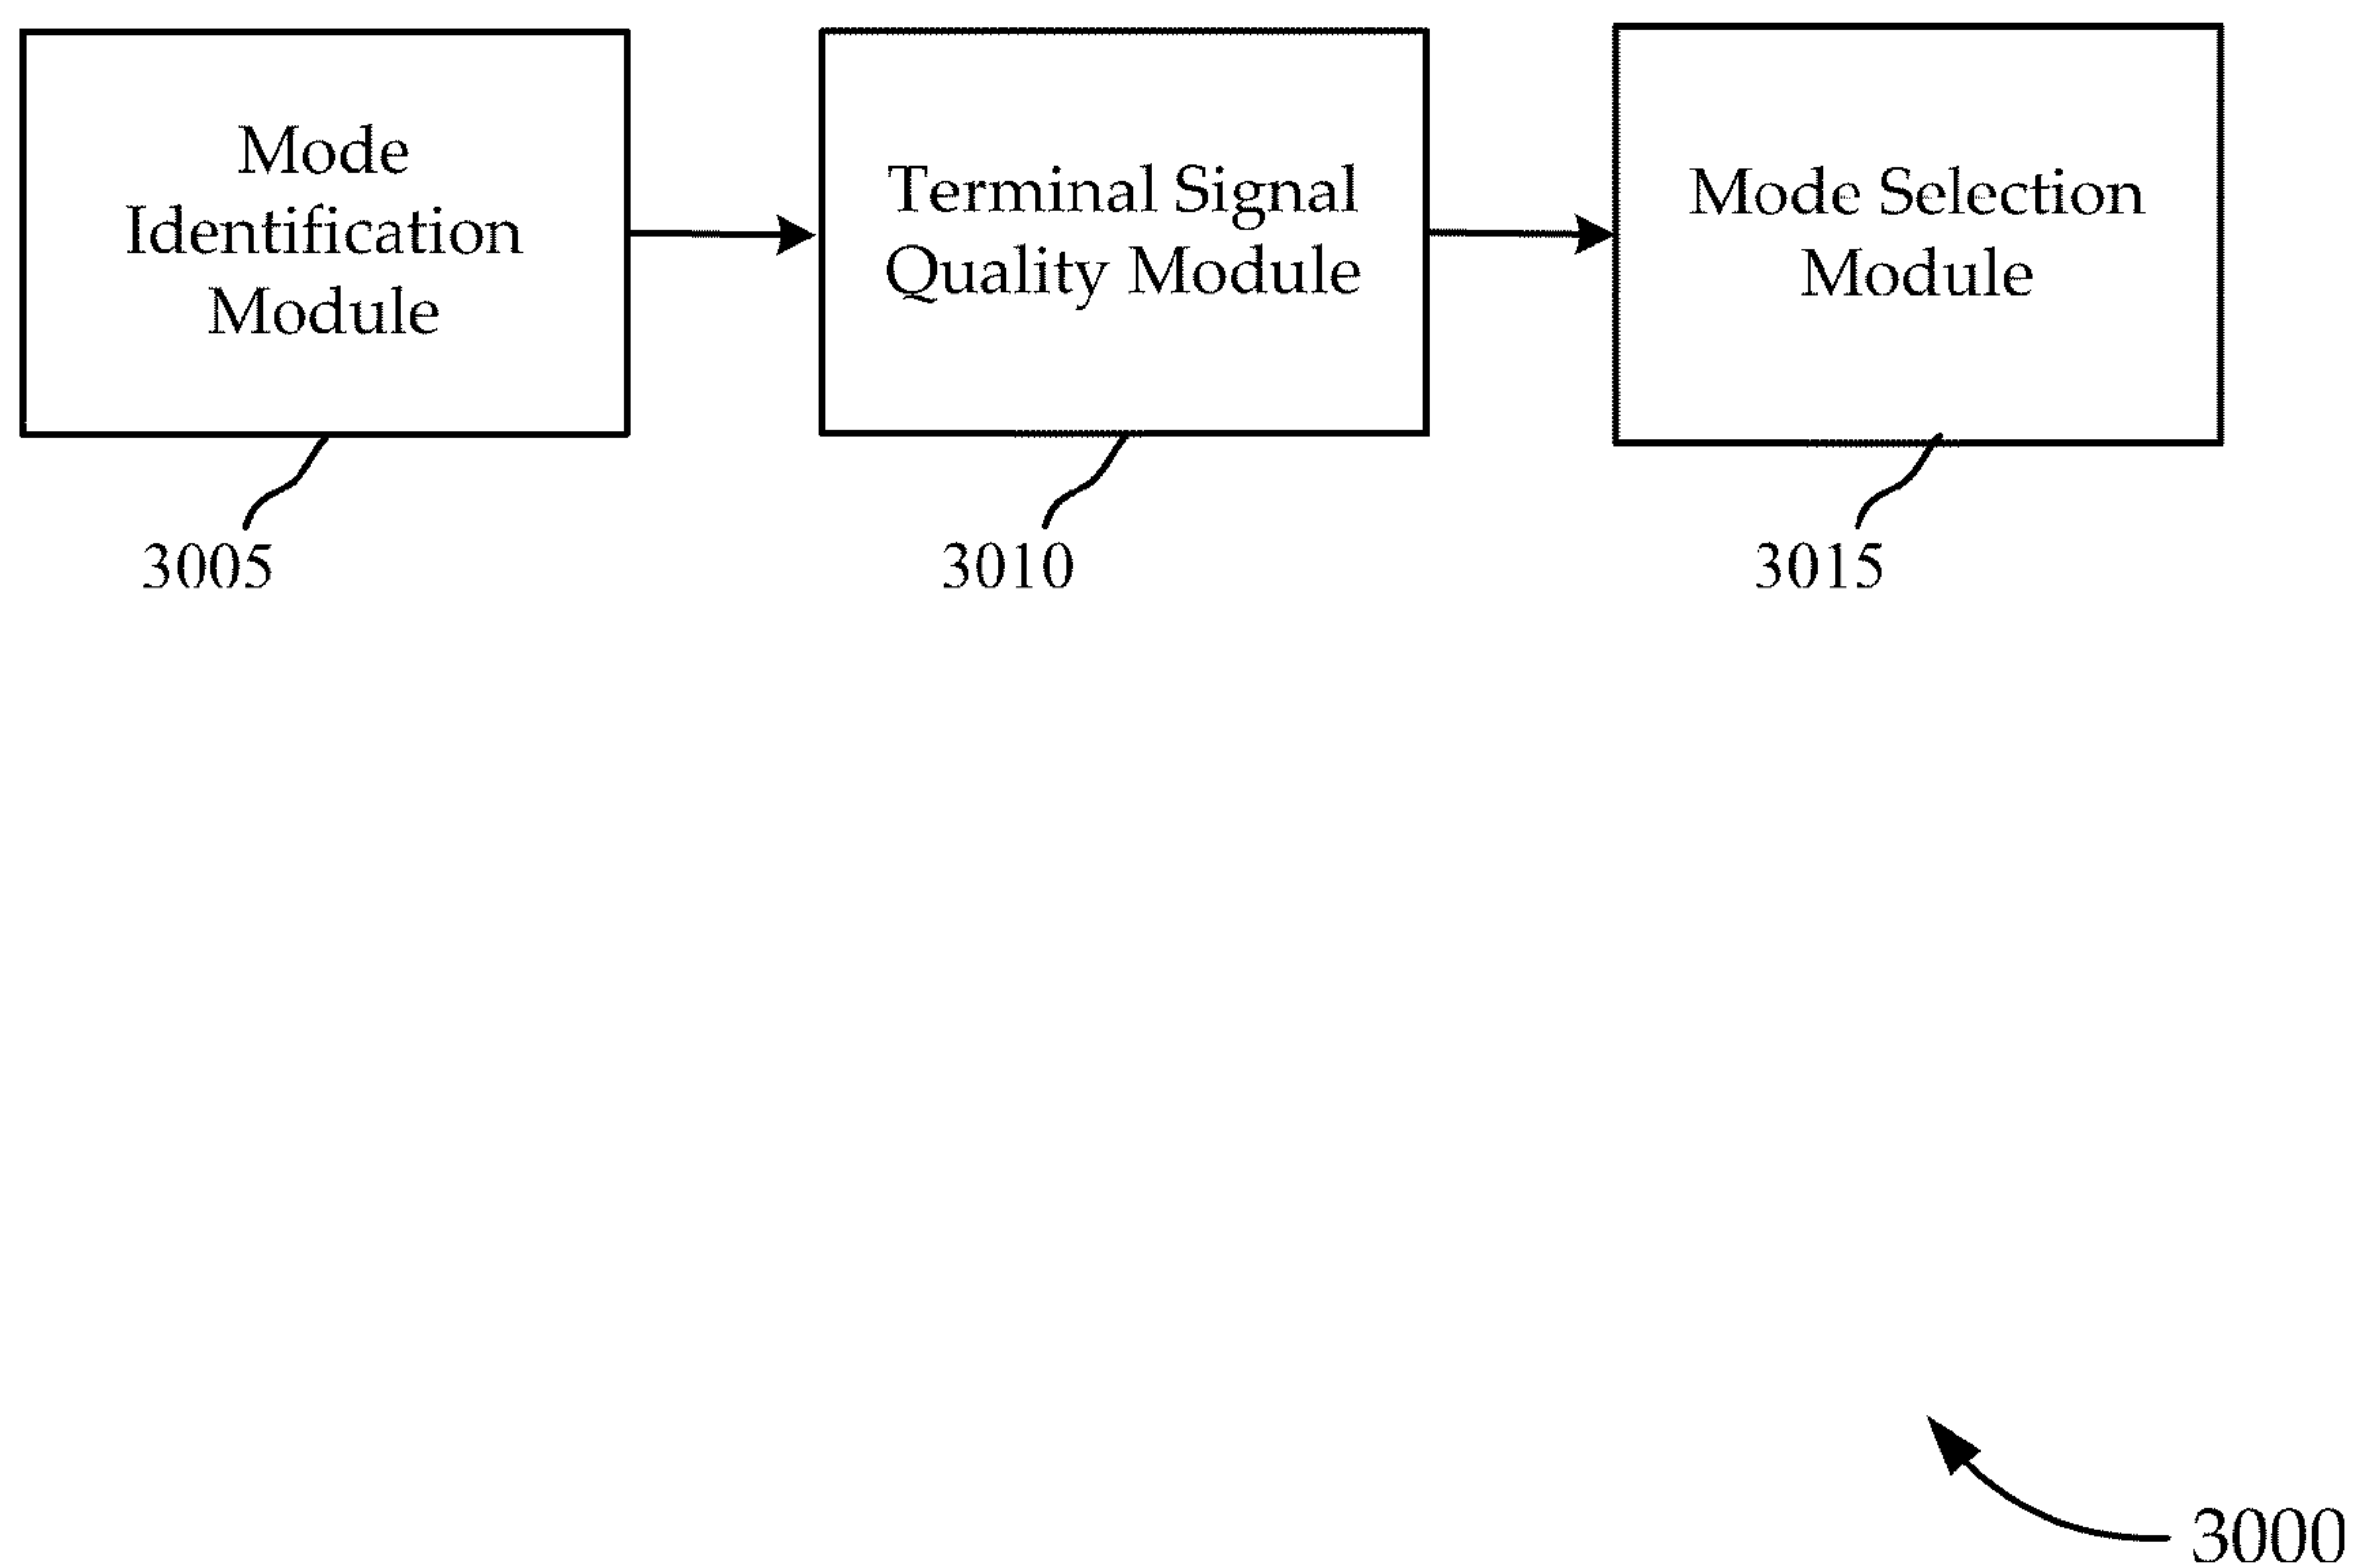 Mode
Identification
Module
Terminal Signal
Quality Module
Mode Selection
Module
3005
3010
3015
3000